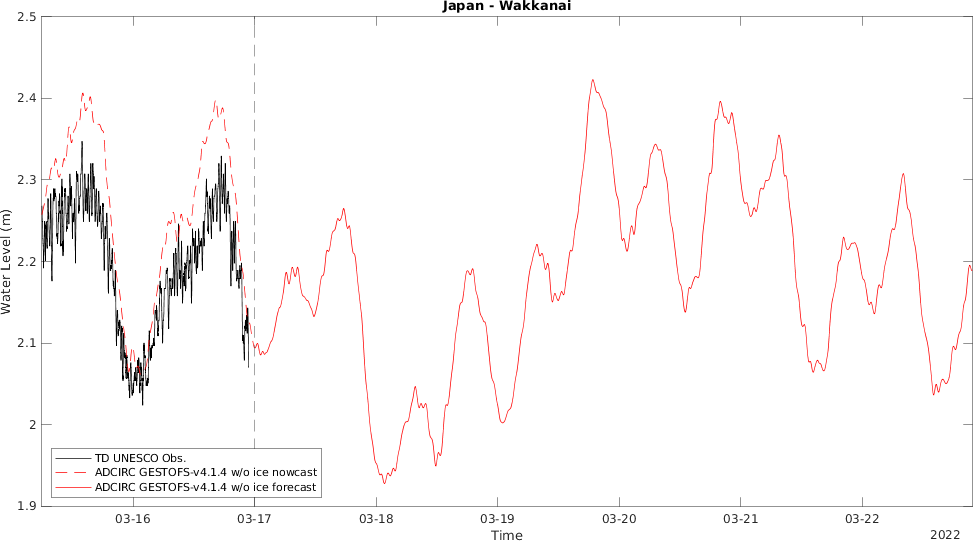 Japan - Wakkanai
2.5
2.4
2.3
2.2
2.1
2
1.9
Water Level (m)
TD UNESCO Obs.
ADCIRC GESTOFS-v4.1.4 w/o ice nowcast
ADCIRC GESTOFS-v4.1.4 w/o ice forecast
03-16
03-17
03-18
03-19
03-20
03-21
03-22
Time
2022